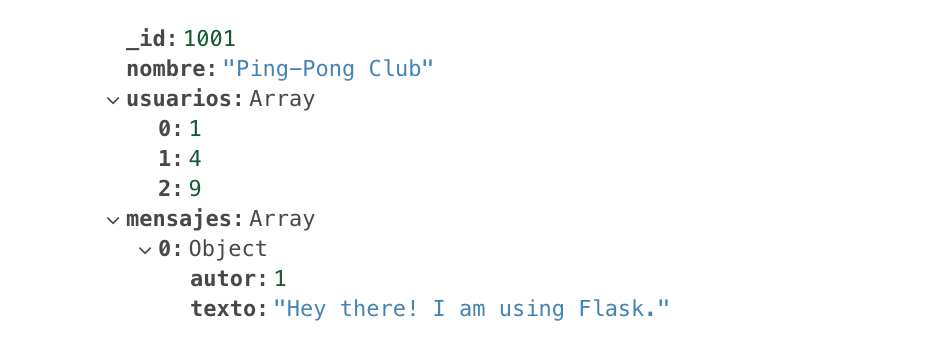 _id: 1001
nombre: "Ping-Pong Club"
usuarios: Array
0: 1
1: 4
2: 9
mensajes: Array
0: Object
autor: 1
texto: "Hey there! I am using Flask."